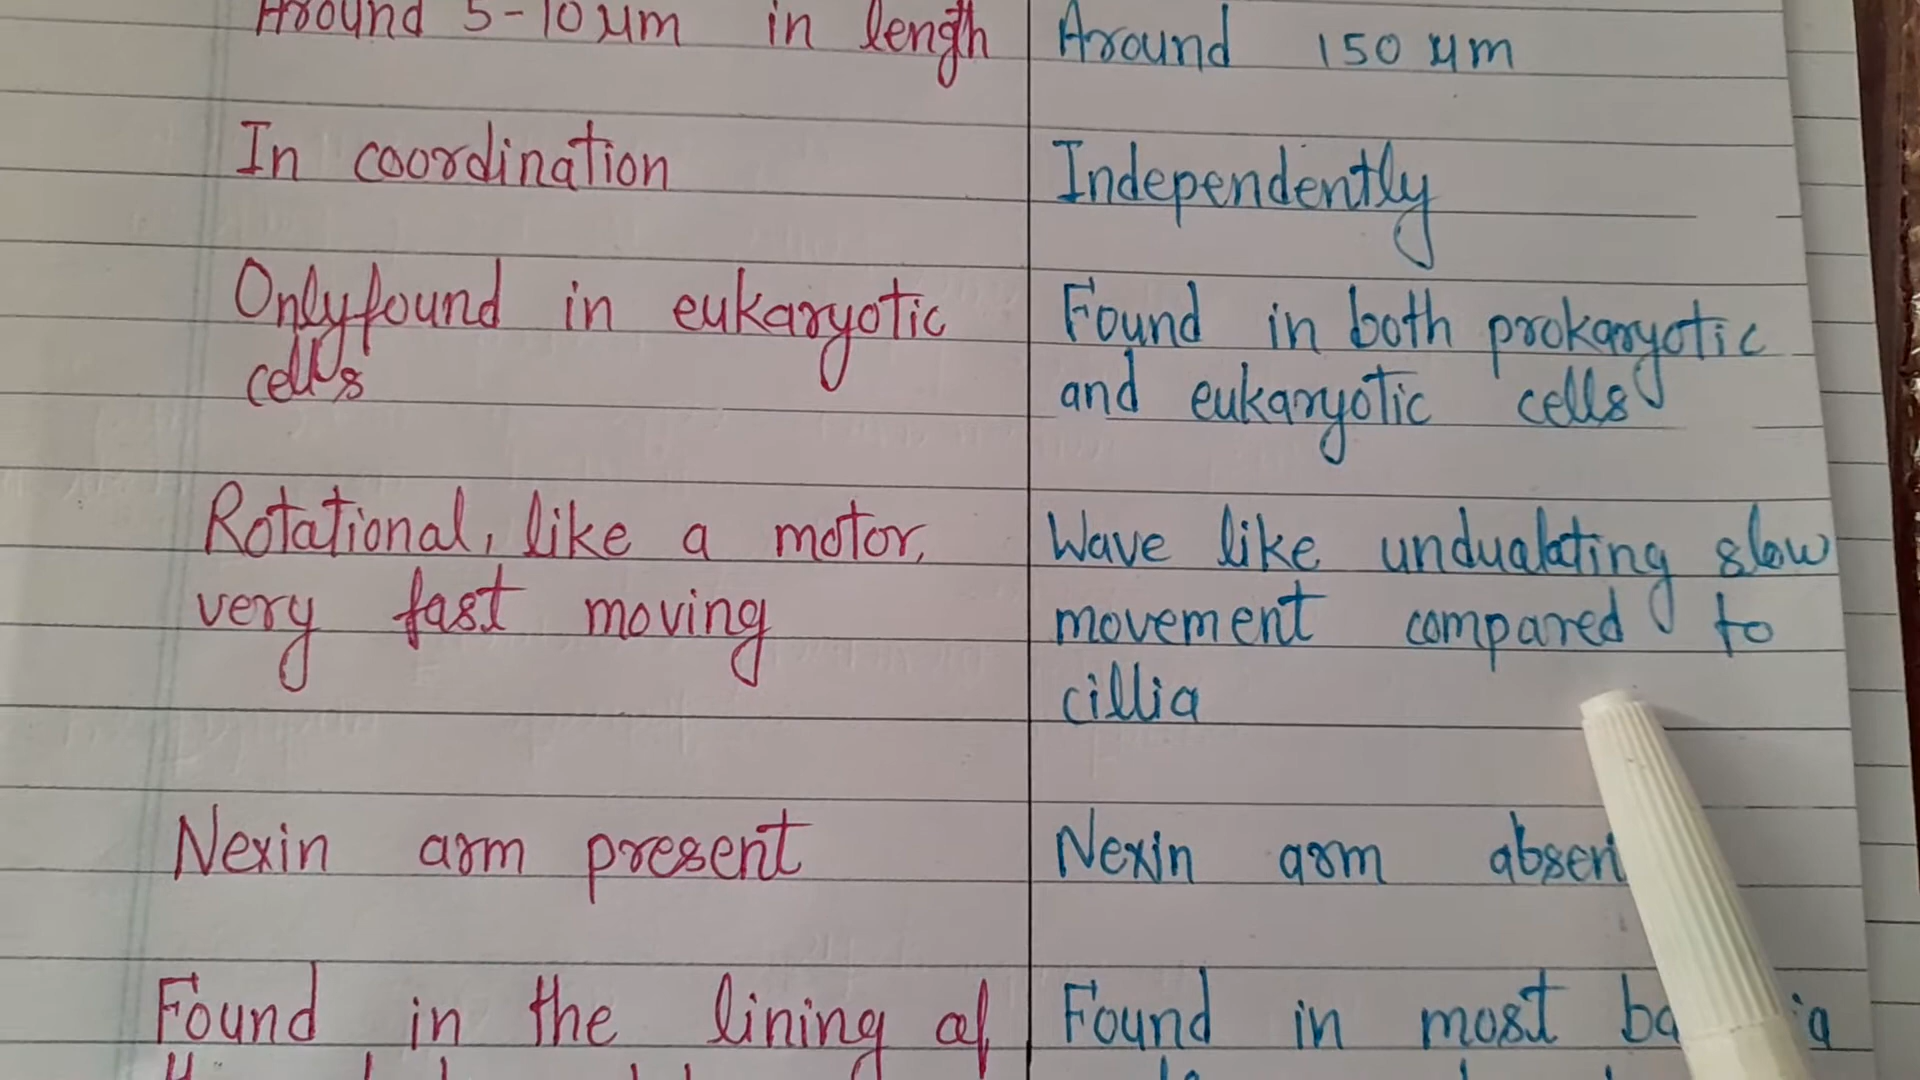 Around 5-10 µm in length
Around 150 µm
In coordination
Independently
Only found in eukaryotic
cells
Found in both prokaryotic
and eukaryotic cells
Rotational, like a motor,
very fast moving
Wave like undualating slow
movement compared to
cillia
Nexin arm present
Nexin arm absen
Found in the lining of
Found in most ba ia